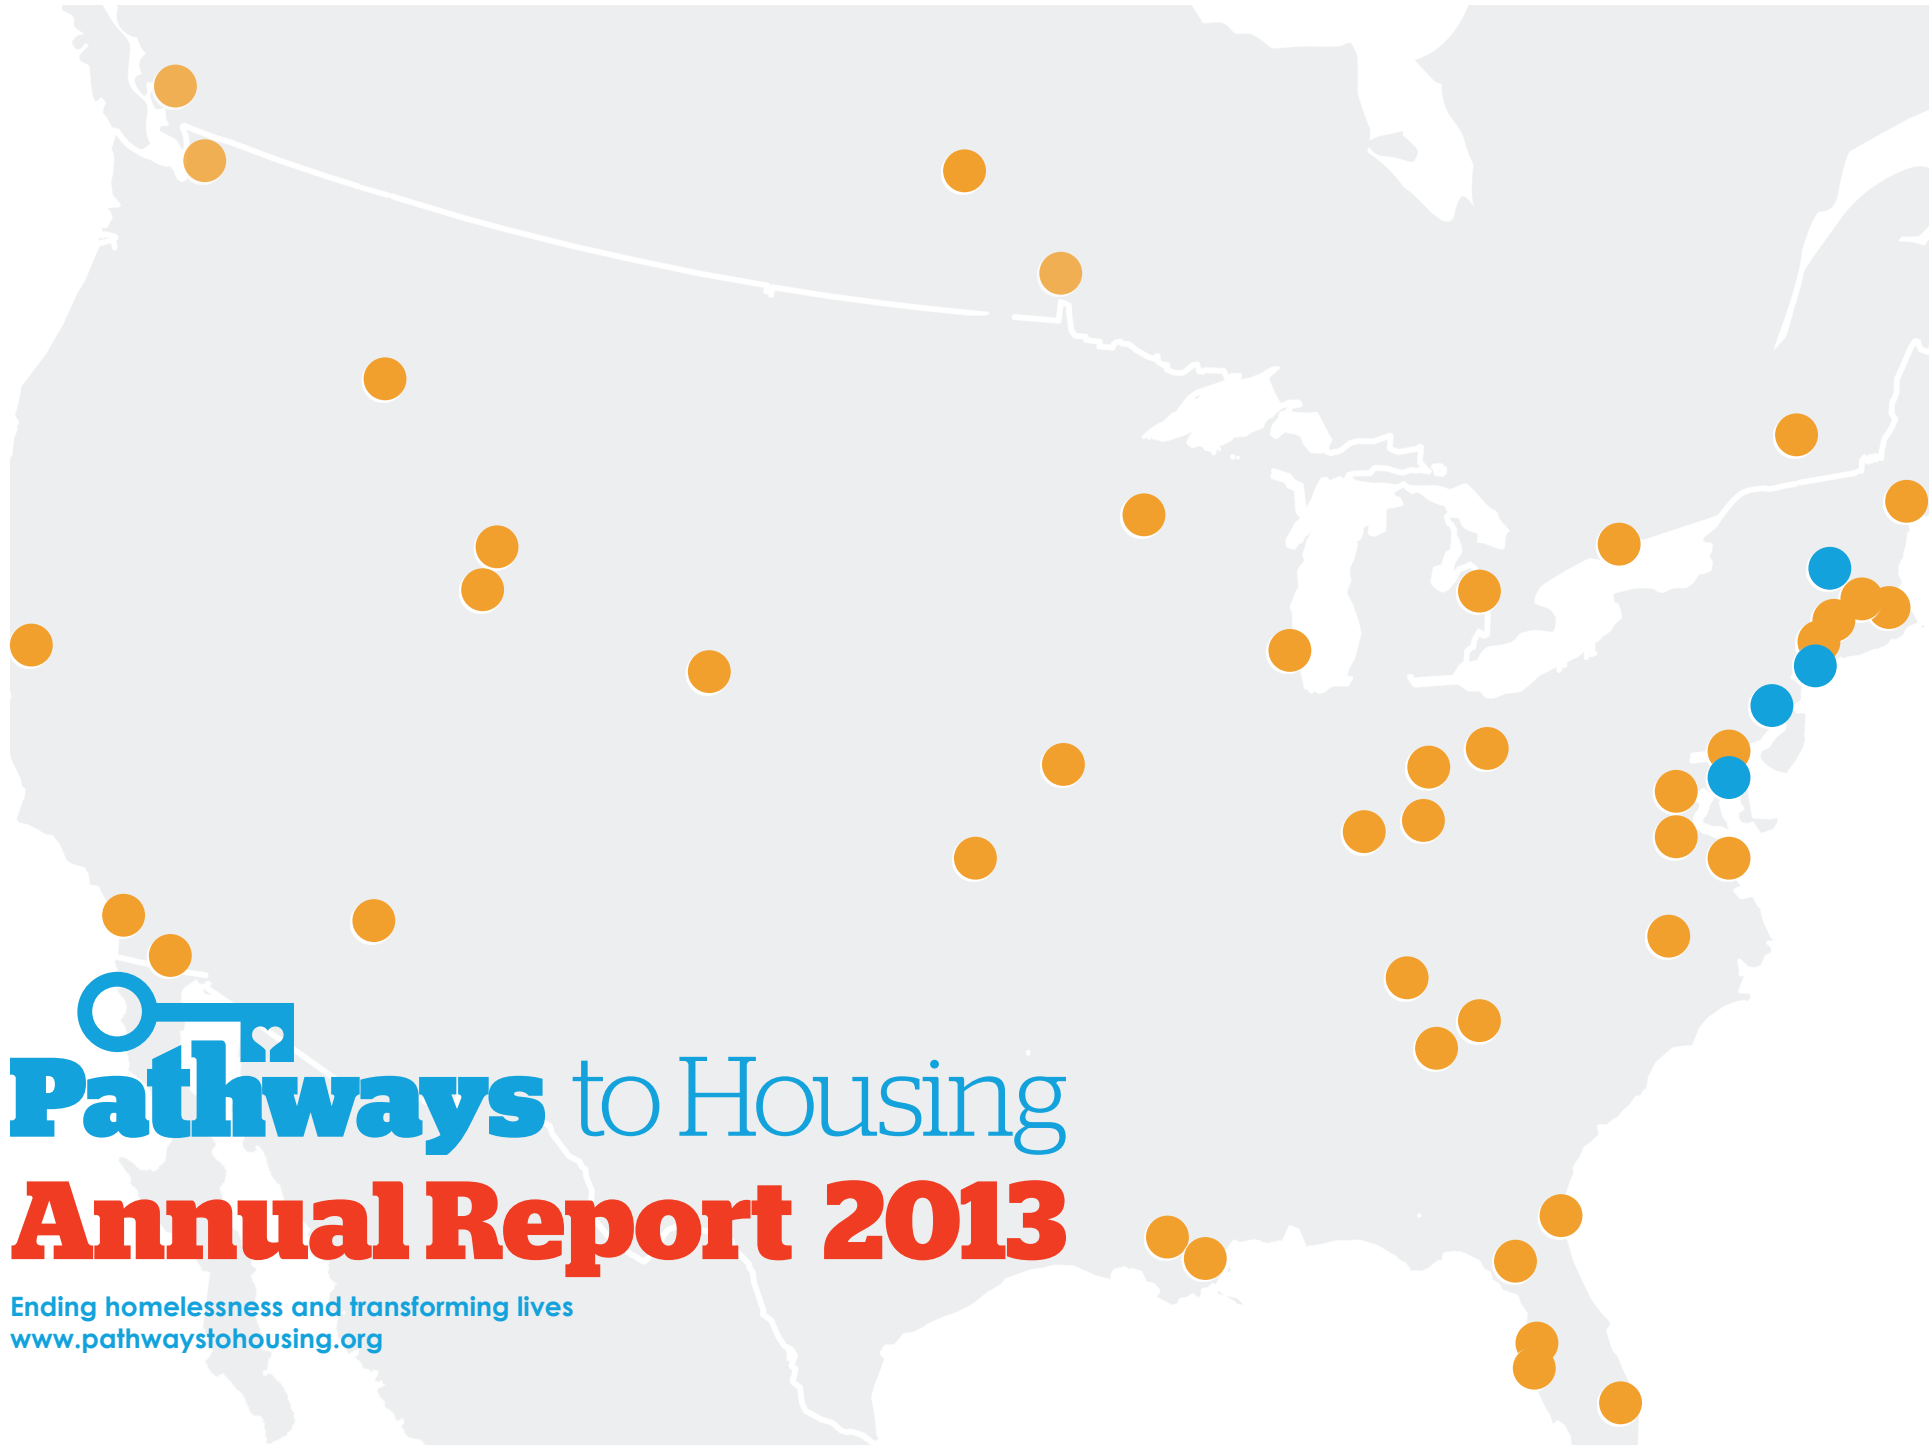 Pathways to Housing
Annual Report 2013
Ending homelessness and transforming lives
www.pathwaystohousing.org